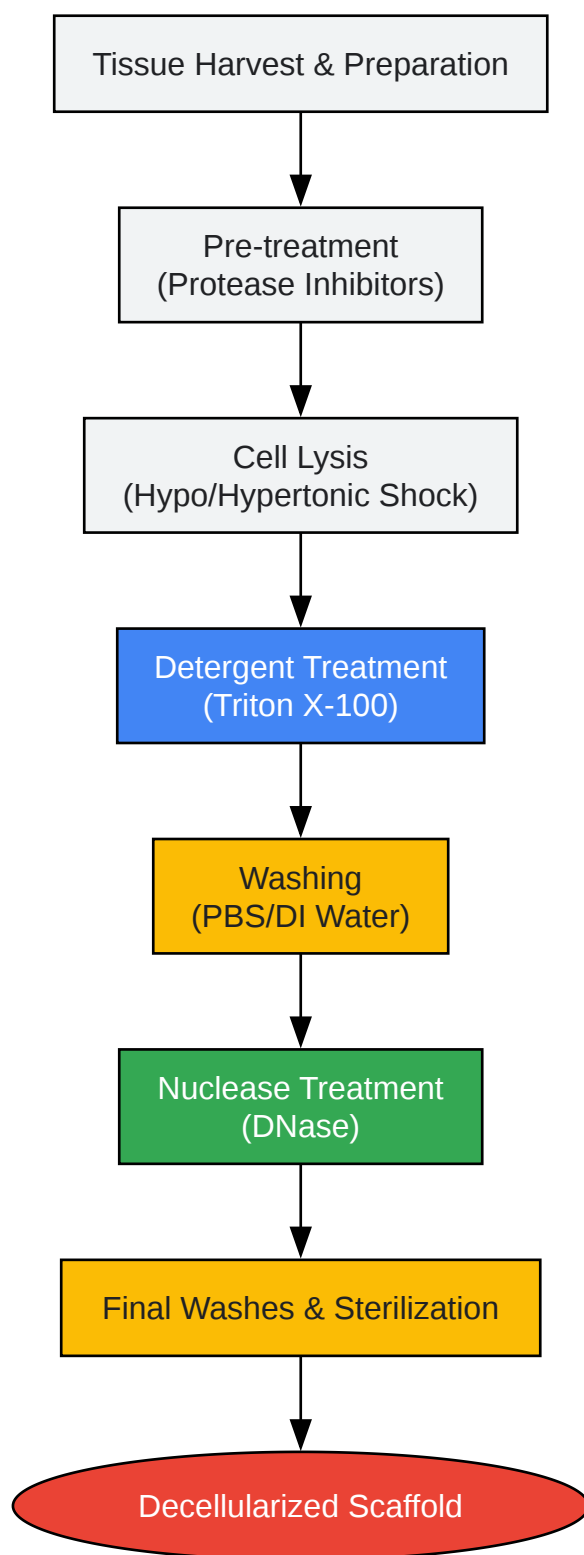 Tissue Harvest & Preparation
Pre-treatment
(Protease Inhibitors)
Cell Lysis
(Hypo/Hypertonic Shock)
Detergent Treatment
(Triton X-100)
Washing
(PBS/DI Water)
Nuclease Treatment
(DNase)
Final Washes & Sterilization
Decellularized Scaffold